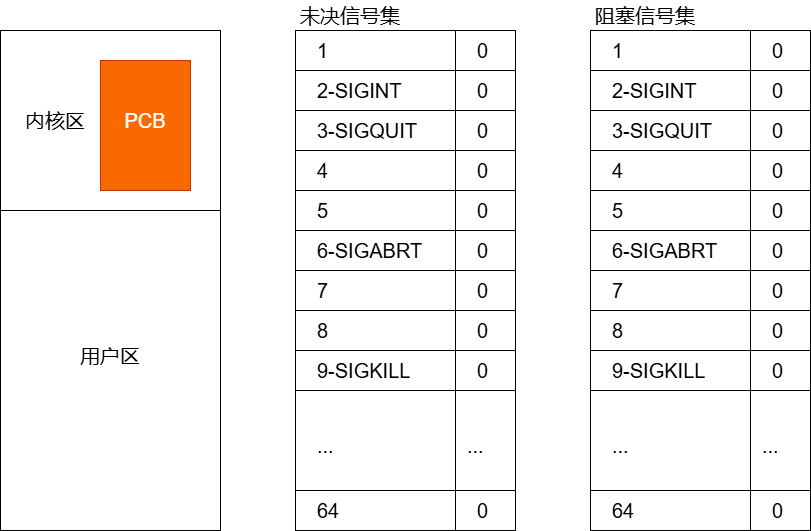 未决信号集
阻塞信号集
内核区
PCB
用户区
1 0
2-SIGINT 0
3-SIGQUIT 0
4 0
5 0
6-SIGABRT 0
7 0
8 0
9-SIGKILL 0
... ...
64 0
1 0
2-SIGINT 0
3-SIGQUIT 0
4 0
5 0
6-SIGABRT 0
7 0
8 0
9-SIGKILL 0
... ...
64 0